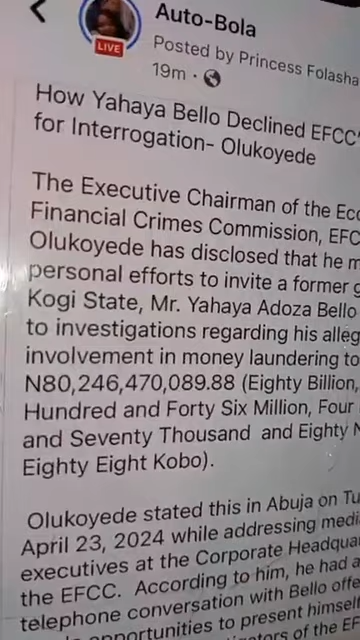 Auto-Bola
LIVE
Posted by Princess Folasha
19m ·
How Yahaya Bello Declined EFCC'
for Interrogation- Olukoyede
The Executive Chairman of the Eco
Financial Crimes Commission, EFC
Olukoyede has disclosed that he m
personal efforts to invite a former g
Kogi State, Mr. Yahaya Adoza Bello
to investigations regarding his alleg
involvement in money laundering to
N80,246,470,089.88 (Eighty Billion,
Hundred and Forty Six Million, Four
and Seventy Thousand and Eighty N
Eighty Eight Kobo).
Olukoyede stated this in Abuja on Tu
April 23, 2024 while addressing medi
executives at the Corporate Headqua
the EFCC. According to him, he had a
telephone conversation with Bello offe
opportunities to present himself
of the EF